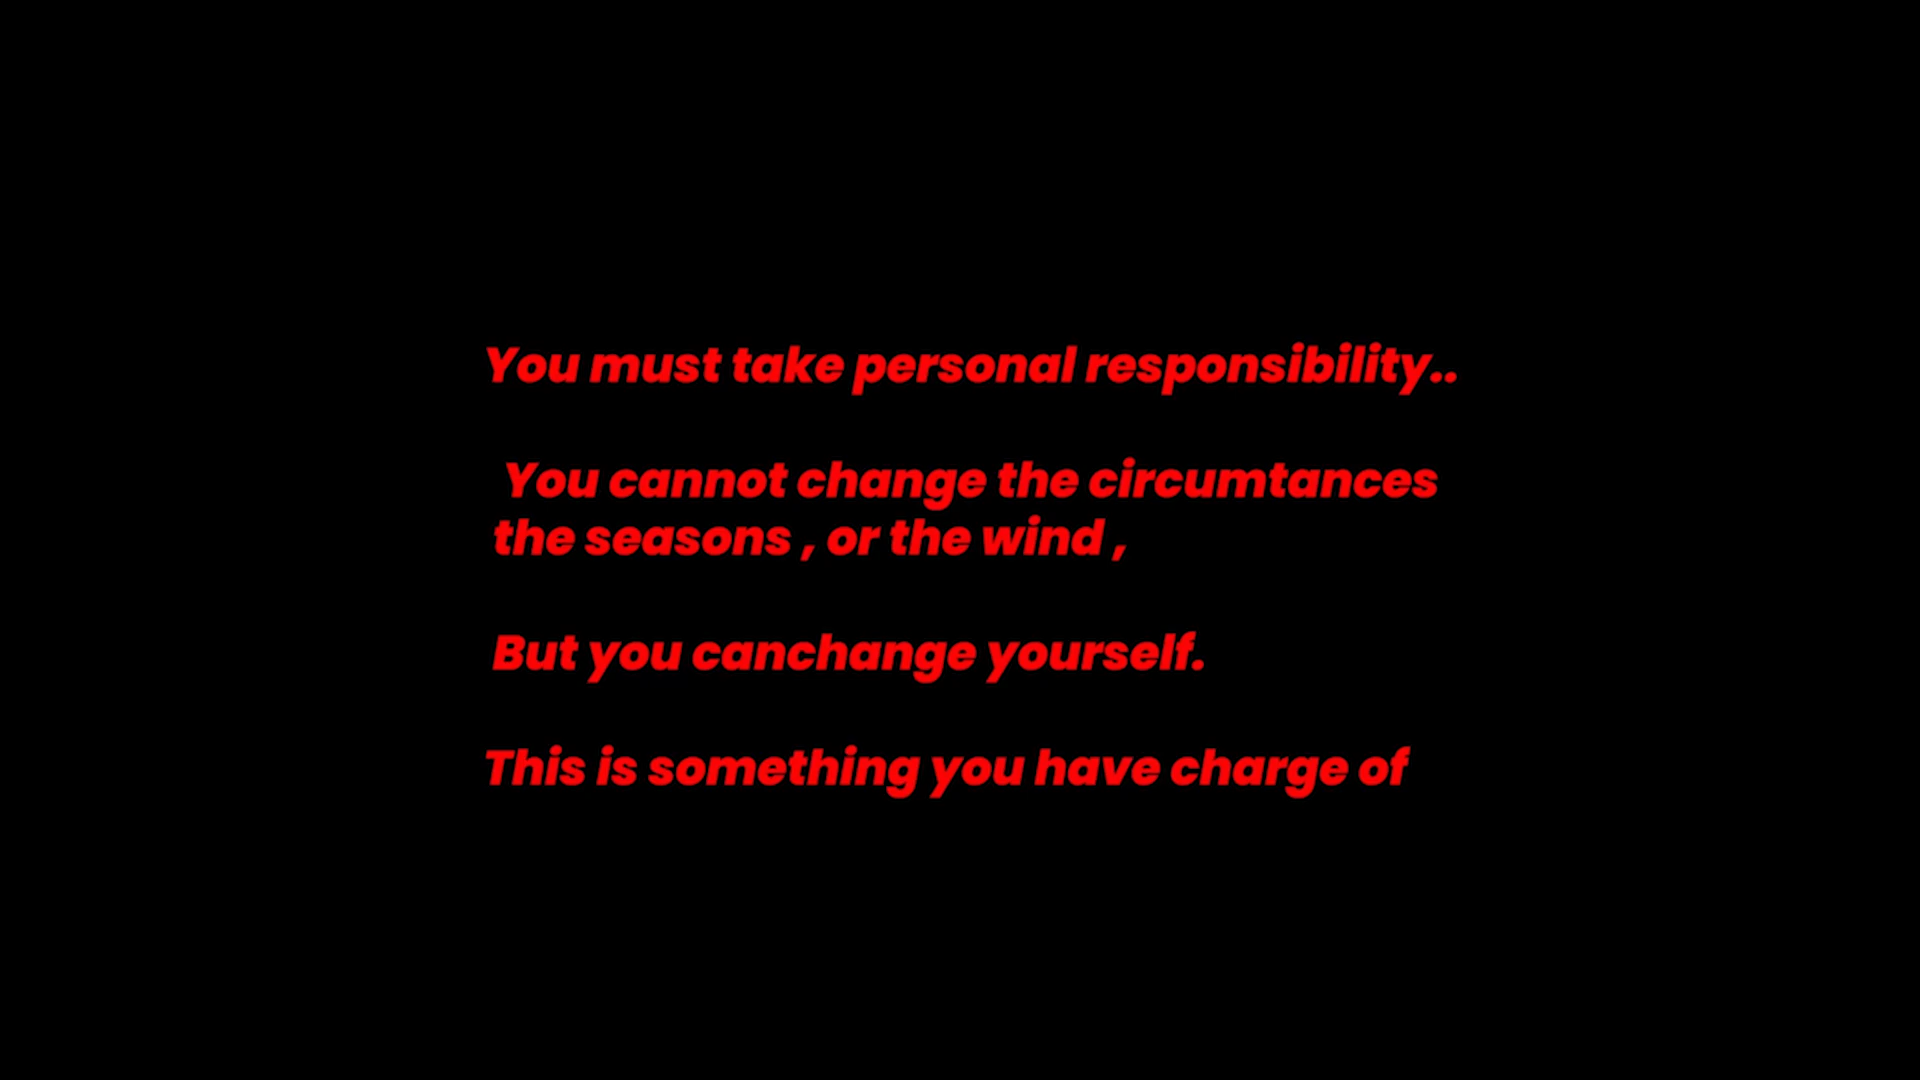 You must take personal responsibility..
You cannot change the circumtances
the seasons , or the wind ,
But you canchange yourself.
This is something you have charge of